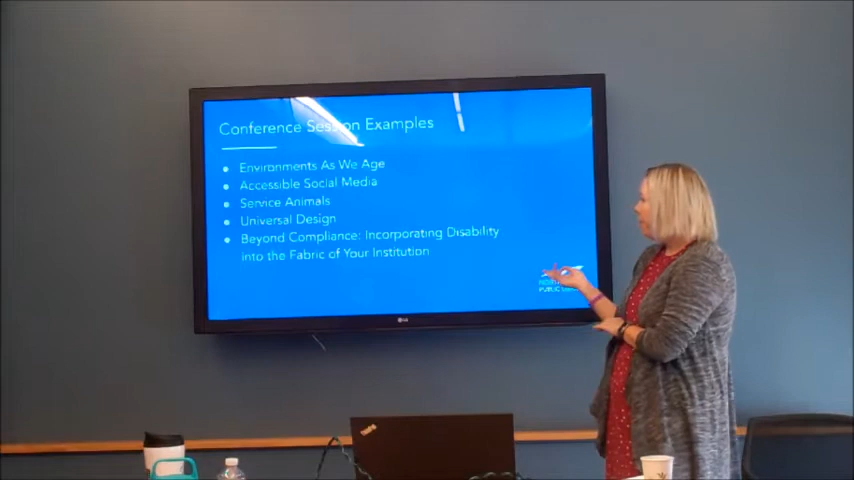 Conference Session Examples
Environments As We Age
Accessible Social Media
Service Animals
Universal Design
Beyond Compliance: Incorporating Disability
into the Fabric of Your Institution
PUBLIC
LG